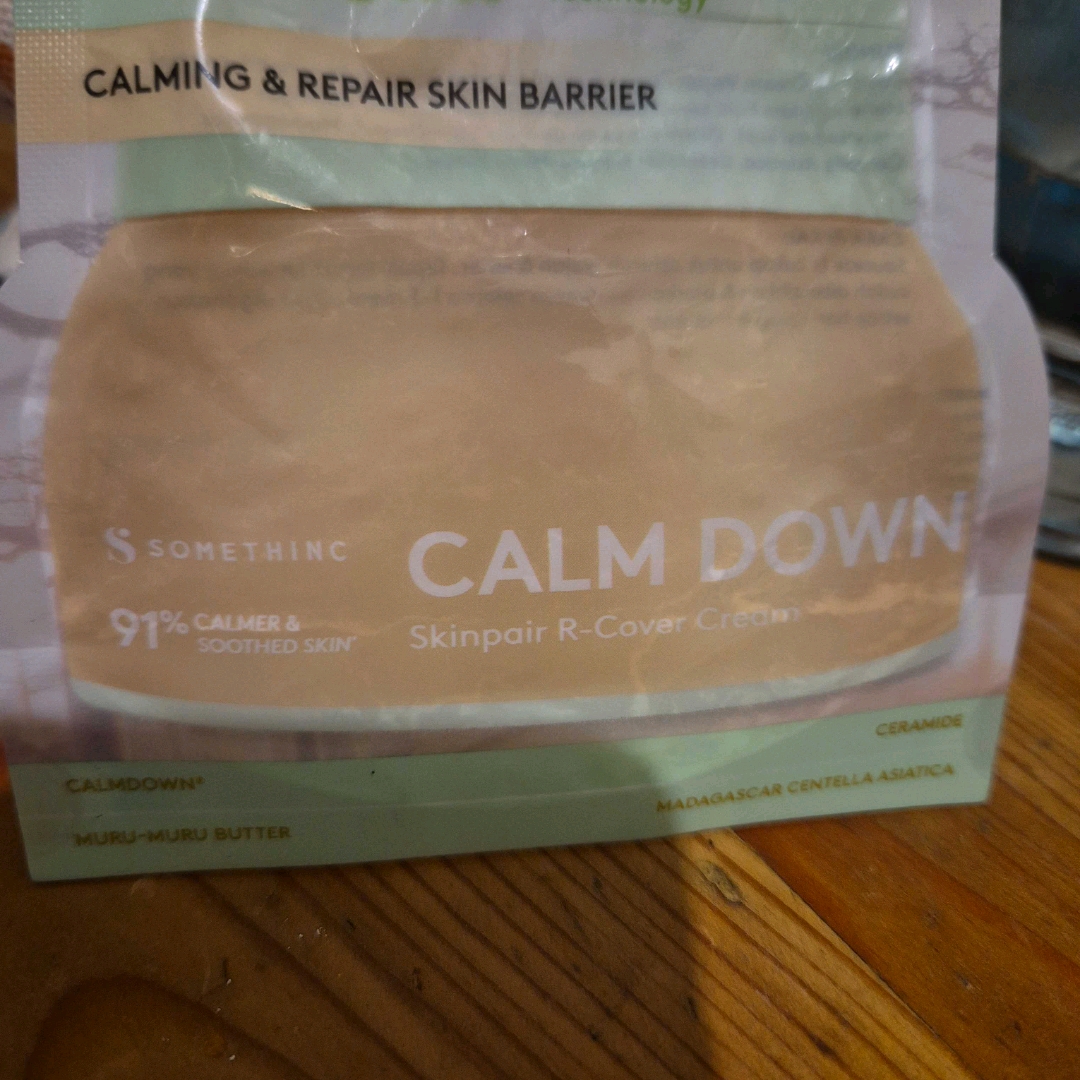 Technology
CALMING & REPAIR SKIN BARRIER
SOMETHINC
91% CALMER &
SOOTHED SKIN*
CALM DOWN
Skinpair R-Cover Cream
CERAMIDE
CALMDOWN®
MADAGASCAR CENTELLA ASIATICA
MURU-MURU BUTTER